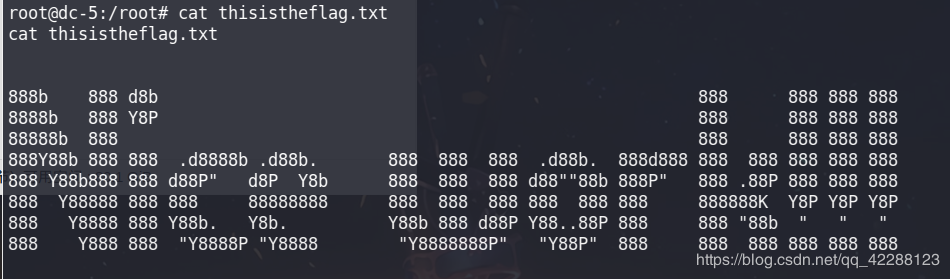 root@dc-5:/root# cat thisistheflag.txt
cat thisistheflag.txt
888b    888 d8b                                                      888      888 888 888
8888b   888 Y8P                                                      888      888 888 888
88888b  888                                                          888      888 888 888
888Y88b 888 888  .d8888b .d88b.       888  888  888  .d88b.  888d888 888  888 888 888 888
888 Y88b888 888 d88P"   d8P  Y8b      888  888  888 d88""88b 888P"   888 .88P 888 888 888
888  Y88888 888 888     88888888      888  888  888 888  888 888     888888K  Y8P Y8P Y8P
888   Y8888 888 Y88b.   Y8b.          Y88b 888 d88P Y88..88P 888     888 "88b  "   "   "
888    Y888 888  "Y8888P "Y8888        "Y8888888P"   "Y88P"  888     888  888 888 888 888
https://blog.csdn.net/qq_42288123